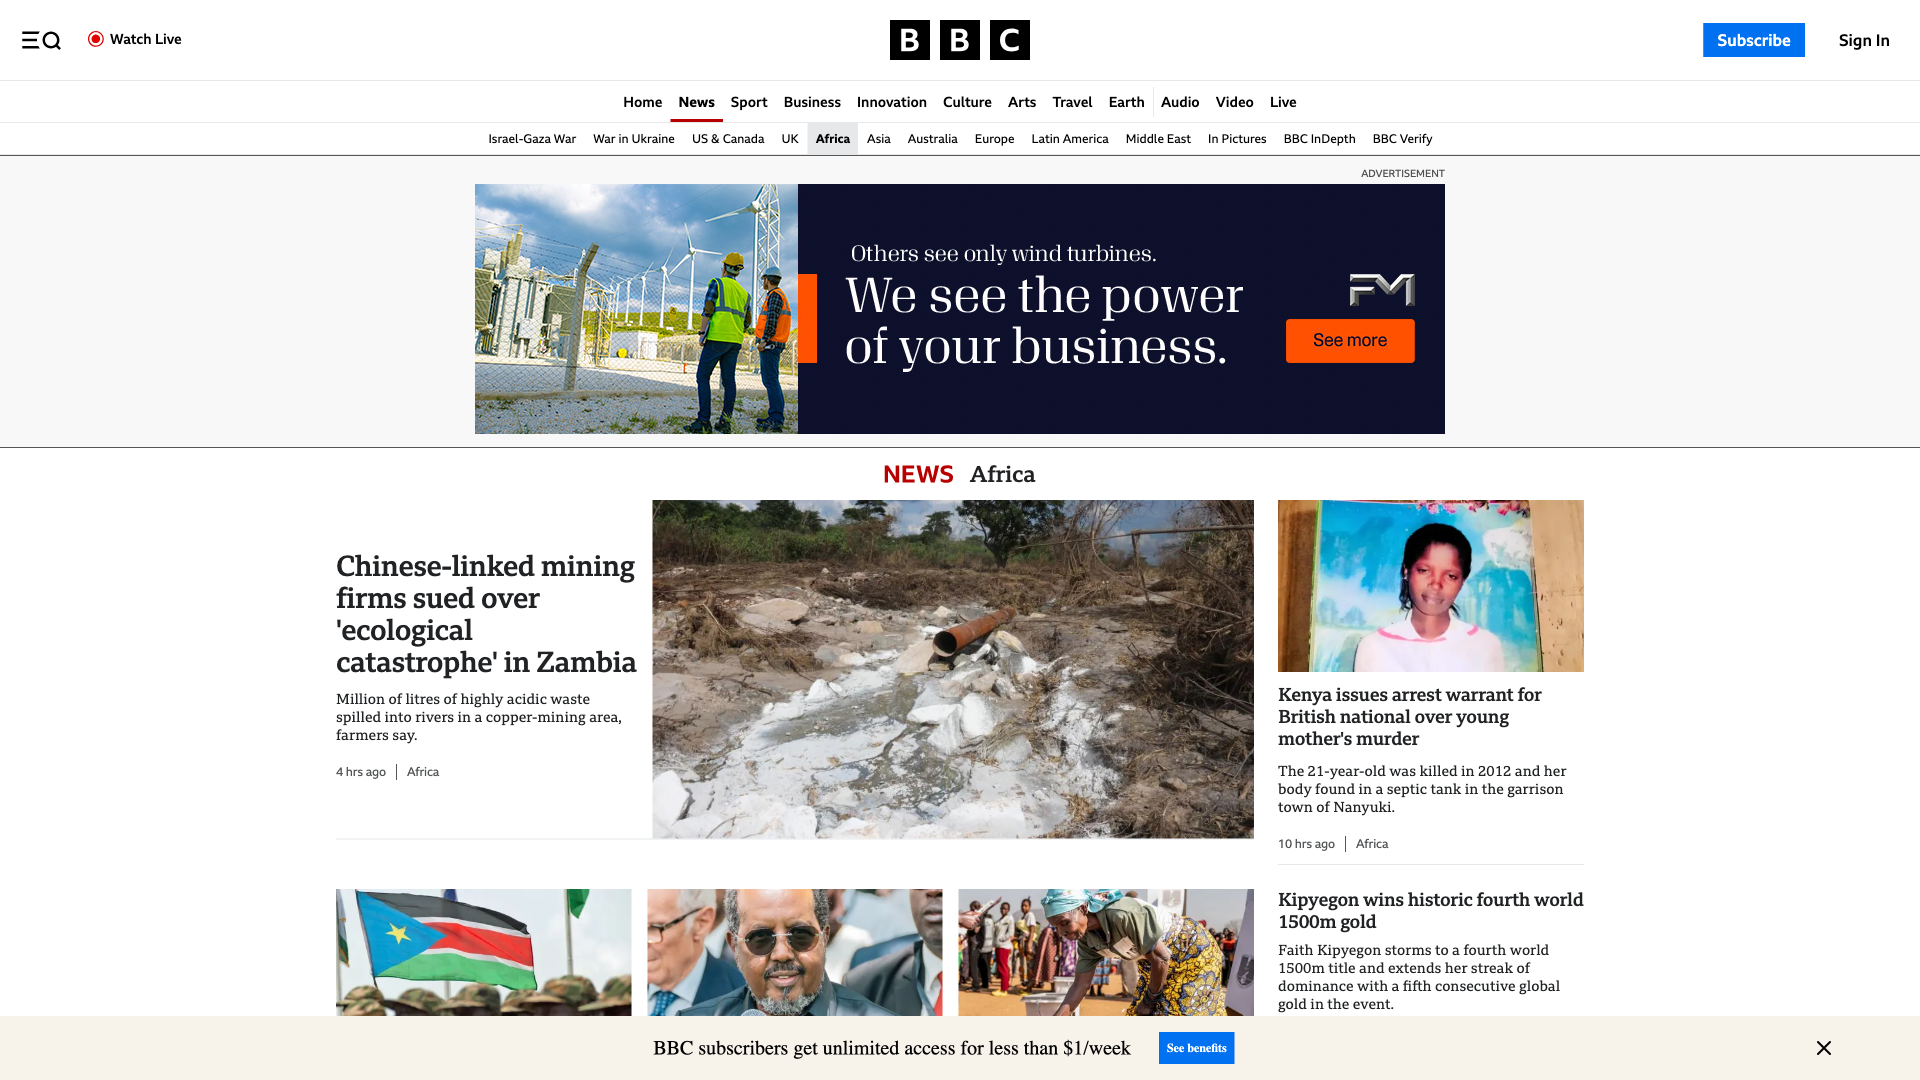 Watch Live
BBC
Subscribe
Sign In
Home News Sport Business Innovation Culture Arts Travel Earth Audio Video Live
Israel-Gaza War War in Ukraine US & Canada UK Africa Asia Australia Europe Latin America Middle East In Pictures BBC InDepth BBC Verify
ADVERTISEMENT
Others see only wind turbines.
We see the power
of your business.
FM
See more
NEWS Africa
Chinese-linked mining
firms sued over
'ecological
catastrophe' in Zambia
Million of litres of highly acidic waste
spilled into rivers in a copper-mining area,
farmers say.
4 hrs ago Africa
Kenya issues arrest warrant for
British national over young
mother's murder
The 21-year-old was killed in 2012 and her
body found in a septic tank in the garrison
town of Nanyuki.
10 hrs ago Africa
Kipyegon wins historic fourth world
1500m gold
Faith Kipyegon storms to a fourth world
1500m title and extends her streak of
dominance with a fifth consecutive global
gold in the event.
BBC subscribers get unlimited access for less than $1/week
See benefits